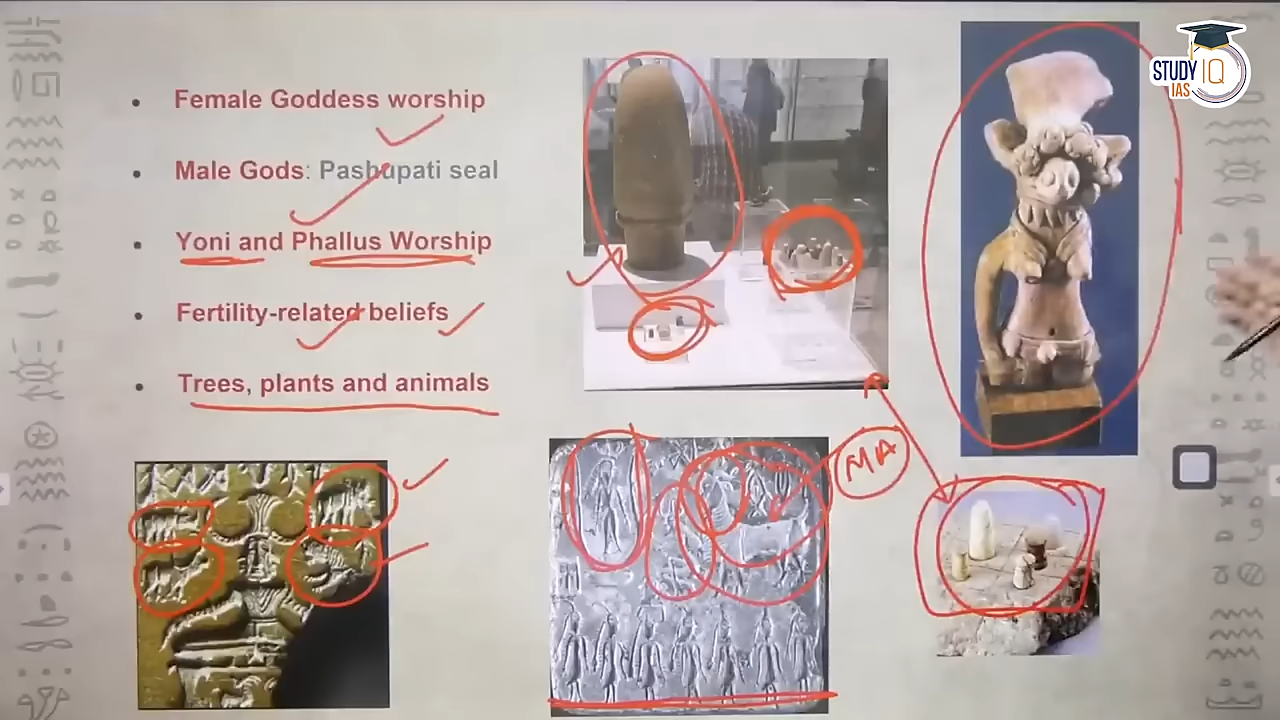 Female Goddess worship
Male Gods: Pashupati seal
Yoni and Phallus Worship
Fertility-related beliefs
Trees, plants and animals
MA
STUDY IQ
IAS